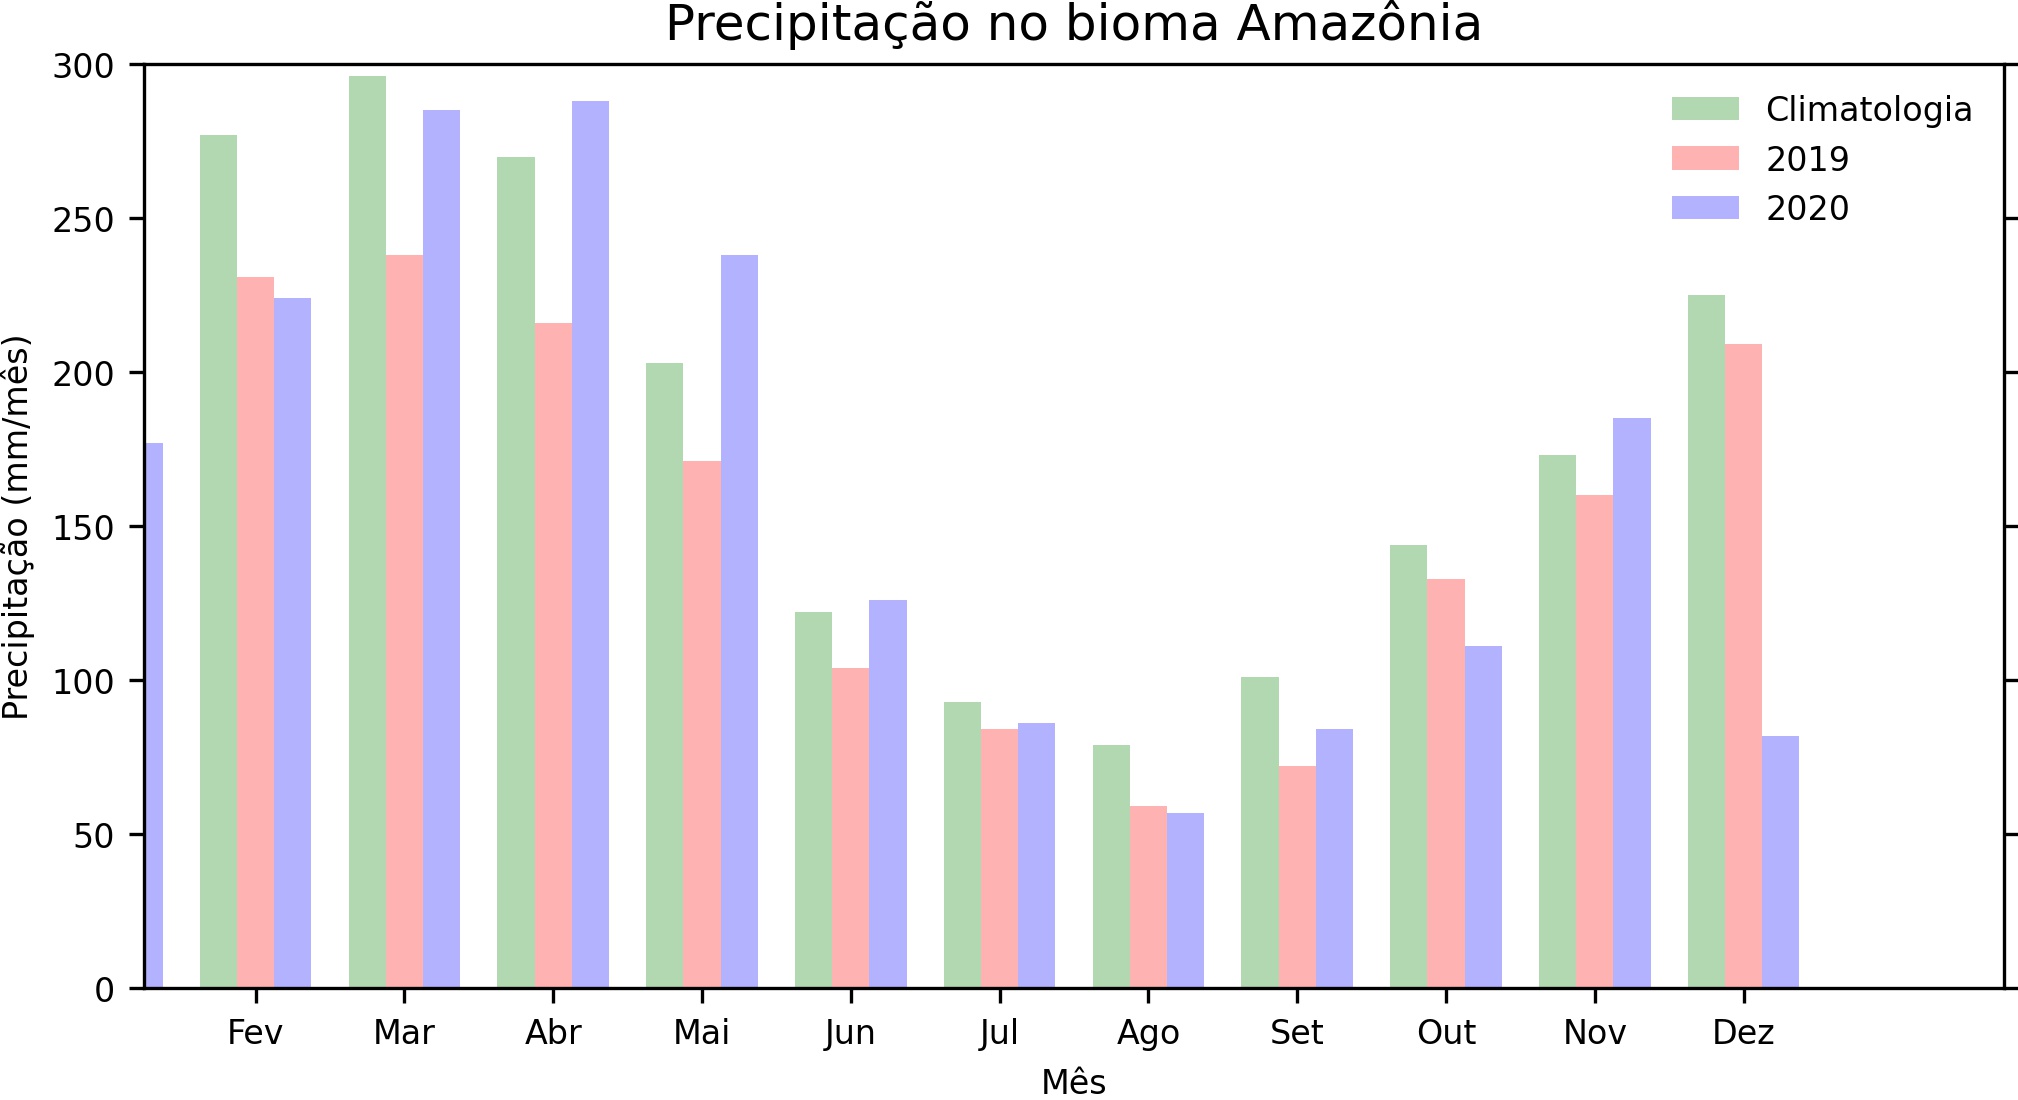 Precipitação no bioma Amazônia
300
250
200
150
100
50
0
Precipitação (mm/mês)
Climatologia
2019
2020
Fev Mar Abr Mai Jun Jul Ago Set Out Nov Dez
Mês